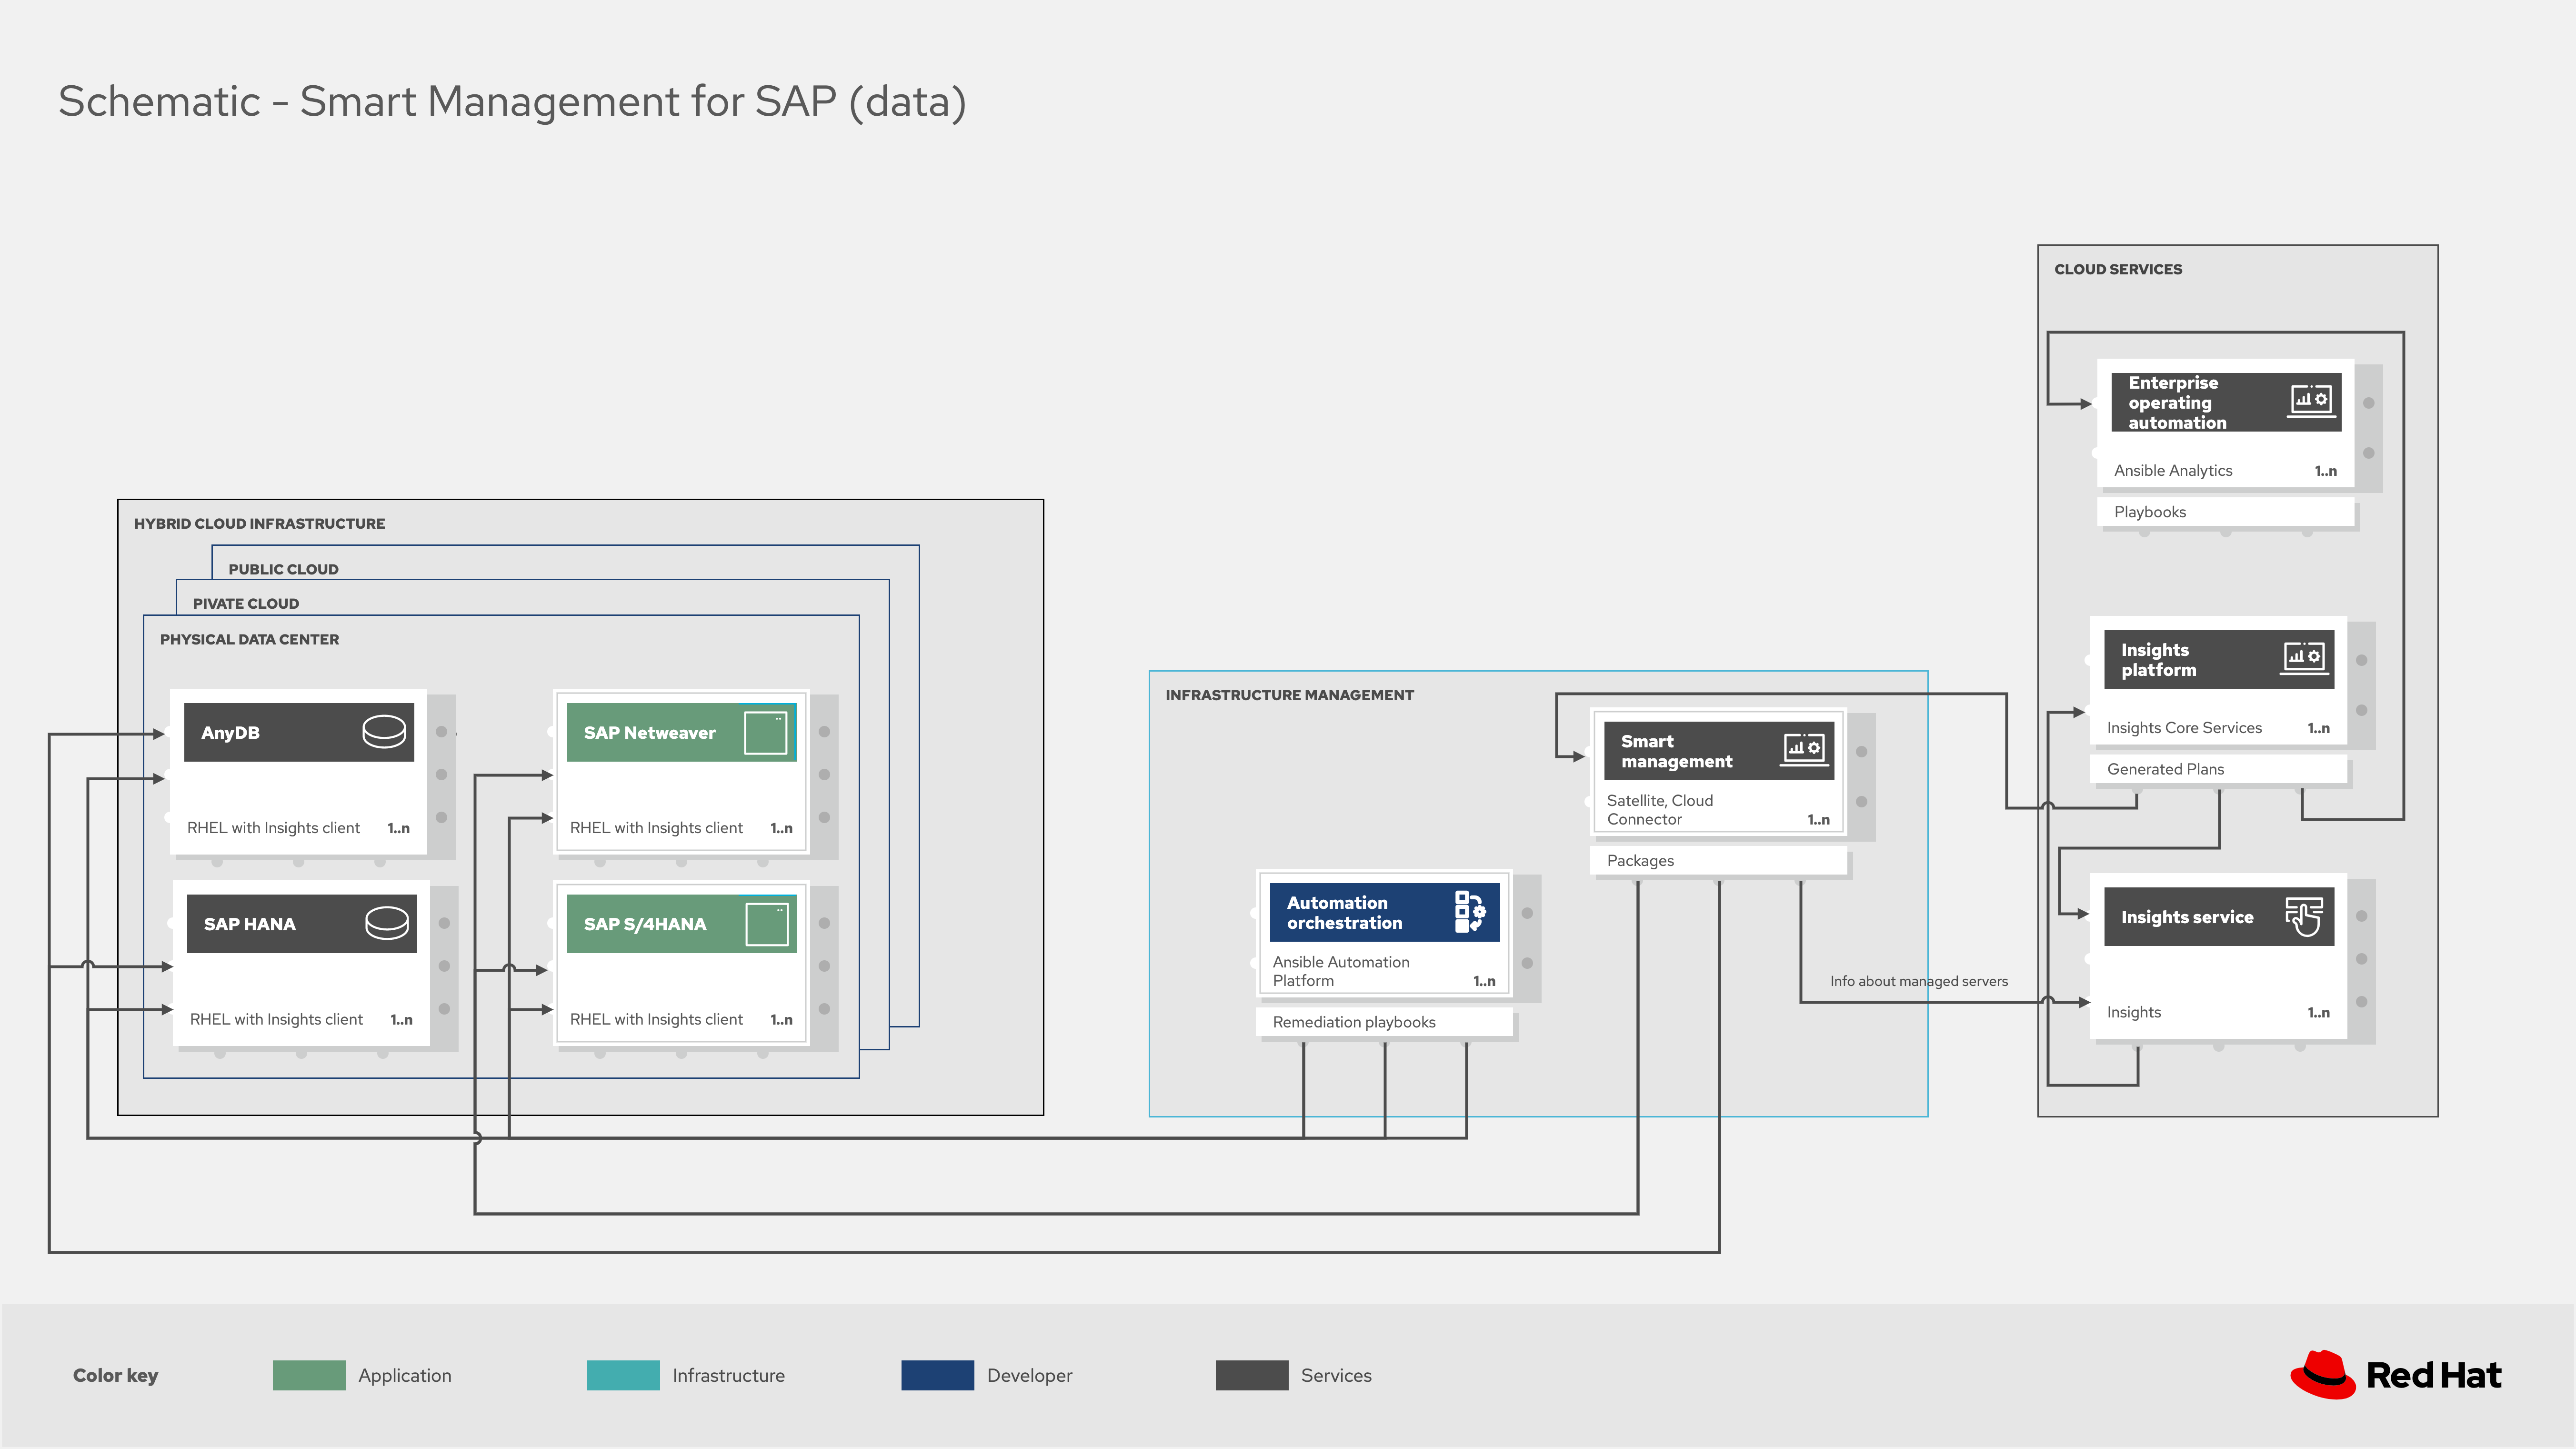 Schematic - Smart Management for SAP (data)
CLOUD SERVICES
Enterprise
operating
automation
Ansible Analytics 1..n
Playbooks
HYBRID CLOUD INFRASTRUCTURE
PUBLIC CLOUD
PIVATE CLOUD
PHYSICAL DATA CENTER
AnyDB
RHEL with Insights client 1..n
SAP Netweaver
RHEL with Insights client 1..n
SAP HANA
RHEL with Insights client 1..n
SAP S/4HANA
RHEL with Insights client 1..n
INFRASTRUCTURE MANAGEMENT
Smart
management
Satellite, Cloud
Connector 1..n
Packages
Automation
orchestration
Ansible Automation
Platform 1..n
Remediation playbooks
Insights
platform
Insights Core Services 1..n
Generated Plans
Insights service
Insights 1..n
Info about managed servers
Color key
Application
Infrastructure
Developer
Services
Red Hat